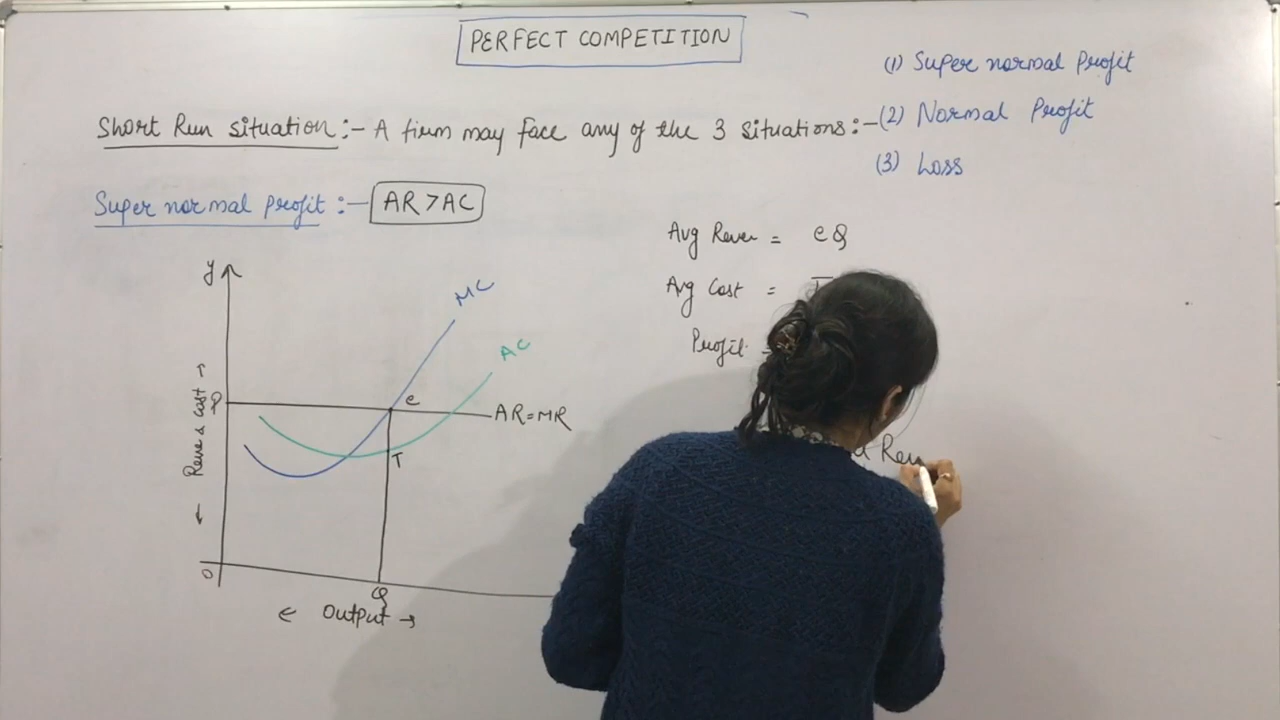 PERFECT COMPETITION
(1) Super normal Profit
Short Run situation:- A firm may face any of the 3 situations:-
(2) Normal Profit
(3) Loss
Super normal profit:- AR>AC
Avg Reven = eQ
Avg Cost =
Profit
y
MC
AC
P
e
AR=MR
T
Reve & Cost
O
Q
Output
Rev